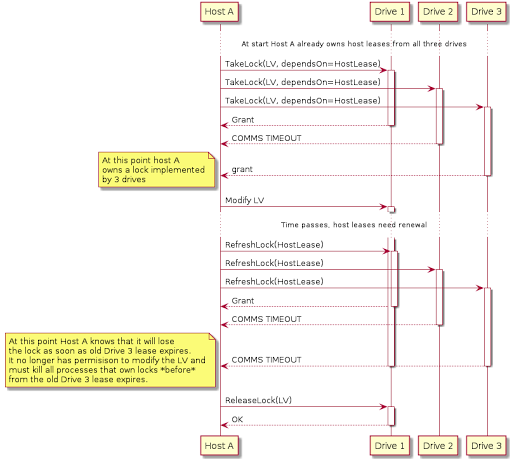 Host A Drive 1 Drive 2 Drive 3
At start Host A already owns host leases from all three drives
TakeLock(LV, dependsOn=HostLease)
TakeLock(LV, dependsOn=HostLease)
TakeLock(LV, dependsOn=HostLease)
Grant
COMMS TIMEOUT
At this point host A
owns a lock implemented
by 3 drives
grant
Modify LV
Time passes, host leases need renewal
RefreshLock(HostLease)
RefreshLock(HostLease)
RefreshLock(HostLease)
Grant
COMMS TIMEOUT
At this point Host A knows that it will lose
the lock as soon as old Drive 3 lease expires.
It no longer has permisison to modify the LV and
must kill all processes that own locks *before*
from the old Drive 3 lease expires.
COMMS TIMEOUT
ReleaseLock(LV)
OK
Host A Drive 1 Drive 2 Drive 3